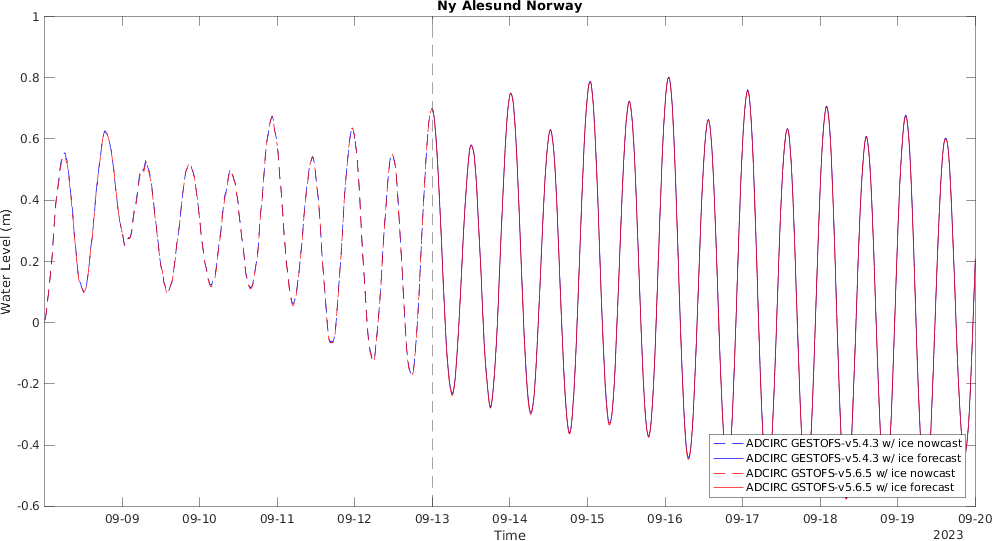 Ny Alesund Norway
1
0.8
0.6
0.4
0.2
0
-0.2
-0.4
-0.6
Water Level (m)
ADCIRC GESTOFS-v5.4.3 w/ ice nowcast
ADCIRC GESTOFS-v5.4.3 w/ ice forecast
ADCIRC GSTOFS-v5.6.5 w/ ice nowcast
ADCIRC GSTOFS-v5.6.5 w/ ice forecast
09-09 09-10 09-11 09-12 09-13 09-14 09-15 09-16 09-17 09-18 09-19 09-20
Time
2023